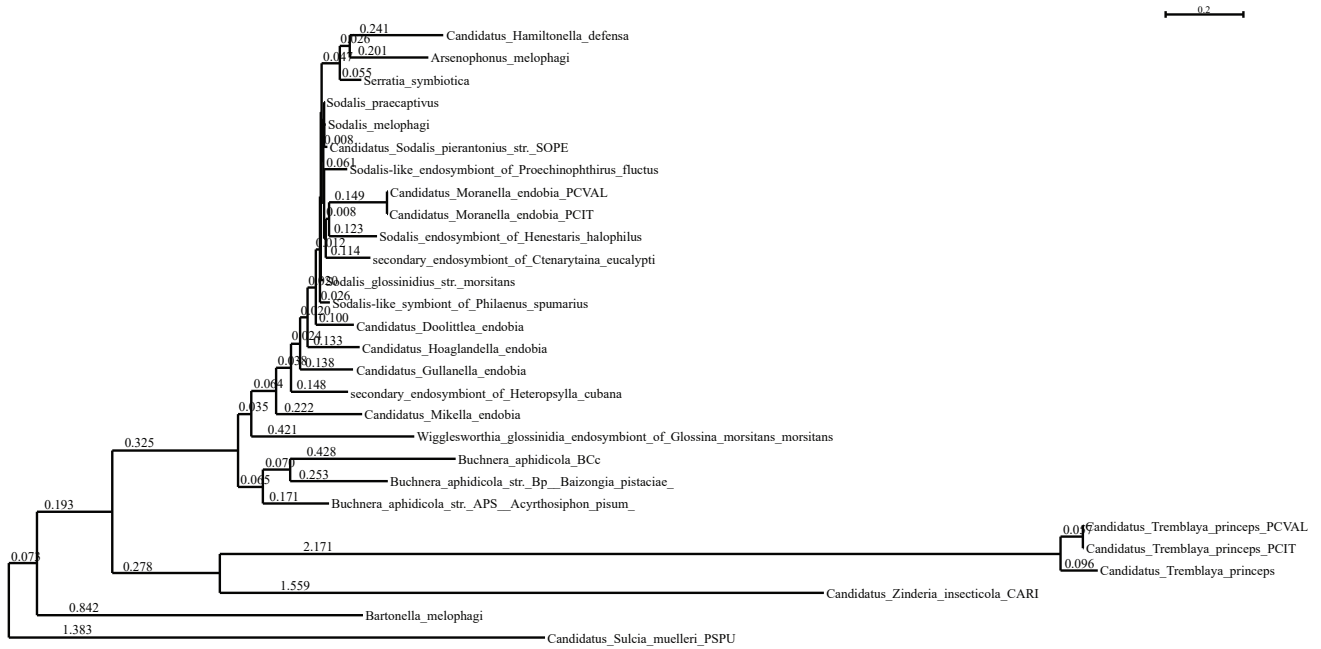 0.2
0.241
Candidatus_Hamiltonella_defensa
0.026
0.201
Arsenophonus_melophagi
0.047
0.055
Serratia_symbiotica
Sodalis_praecaptivus
Sodalis_melophagi
0.008
Candidatus_Sodalis_pierantonius_str._SOPE
0.061
Sodalis-like_endosymbiont_of_Proechinophthirus_fluctus
0.149
Candidatus_Moranella_endobia_PCVAL
0.008
Candidatus_Moranella_endobia_PCIT
0.123
Sodalis_endosymbiont_of_Henestaris_halophilus
0.012
0.114
secondary_endosymbiont_of_Ctenarytaina_eucalypti
Sodalis_glossinidius_str._morsitans
0.026
Sodalis-like_symbiont_of_Philaenus_spumarius
0.020
0.100
Candidatus_Doolittlea_endobia
0.024
0.133
Candidatus_Hoaglandella_endobia
0.138
Candidatus_Gullanella_endobia
0.064
0.148
secondary_endosymbiont_of_Heteropsylla_cubana
0.035
0.222
Candidatus_Mikella_endobia
0.421
Wigglesworthia_glossinidia_endosymbiont_of_Glossina_morsitans_morsitans
0.325
0.428
Buchnera_aphidicola_BCc
0.070
0.065
0.253
Buchnera_aphidicola_str._Bp__Baizongia_pistaciae_
0.171
Buchnera_aphidicola_str._APS__Acyrthosiphon_pisum_
0.193
Candidatus_Tremblaya_princeps_PCVAL
2.171
Candidatus_Tremblaya_princeps_PCIT
0.073
0.278
0.096
Candidatus_Tremblaya_princeps
1.559
Candidatus_Zinderia_insecticola_CARI
0.842
Bartonella_melophagi
1.383
Candidatus_Sulcia_muelleri_PSPU